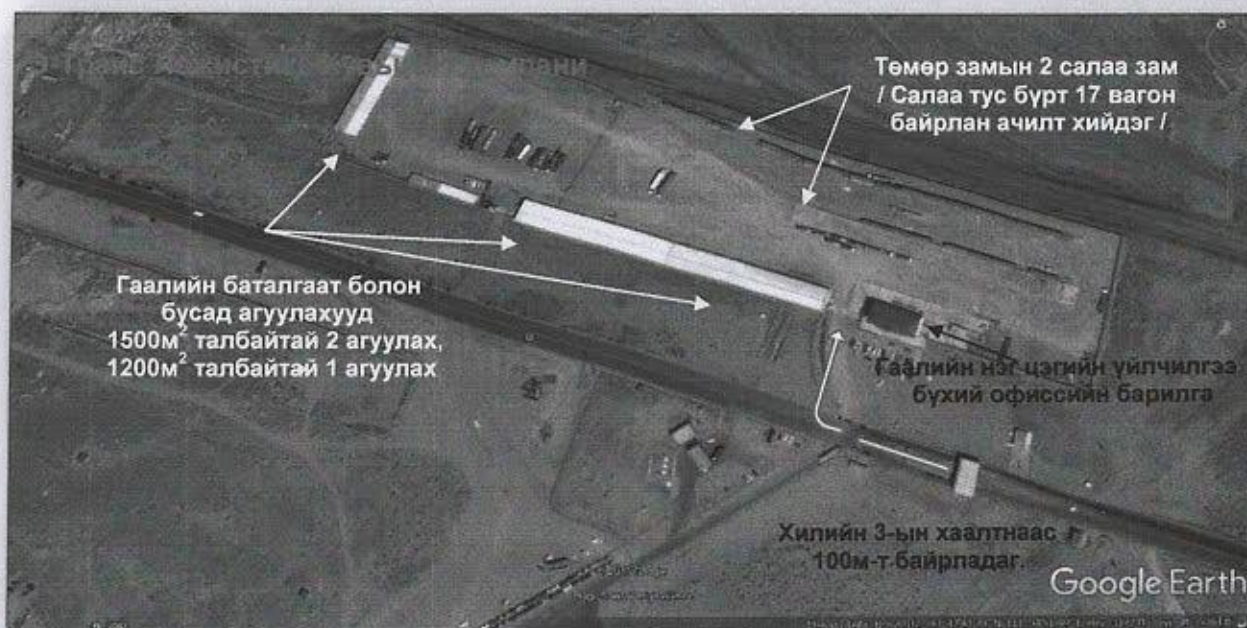 Төмөр замын 2 салаа зам
/ Салаа тус бүрт 17 вагон
байрлан ачилт хийдэг /
Гаалийн баталгаат болон
бусад агуулахууд
1500м² талбайтай 2 агуулах,
1200м² талбайтай 1 агуулах
Гаалийн нэг цэгийн үйлчилгээ
бүхий офиссийн барилга
Хилийн 3-ын хаалтнаас
100м-т байрладаг.
Google Earth